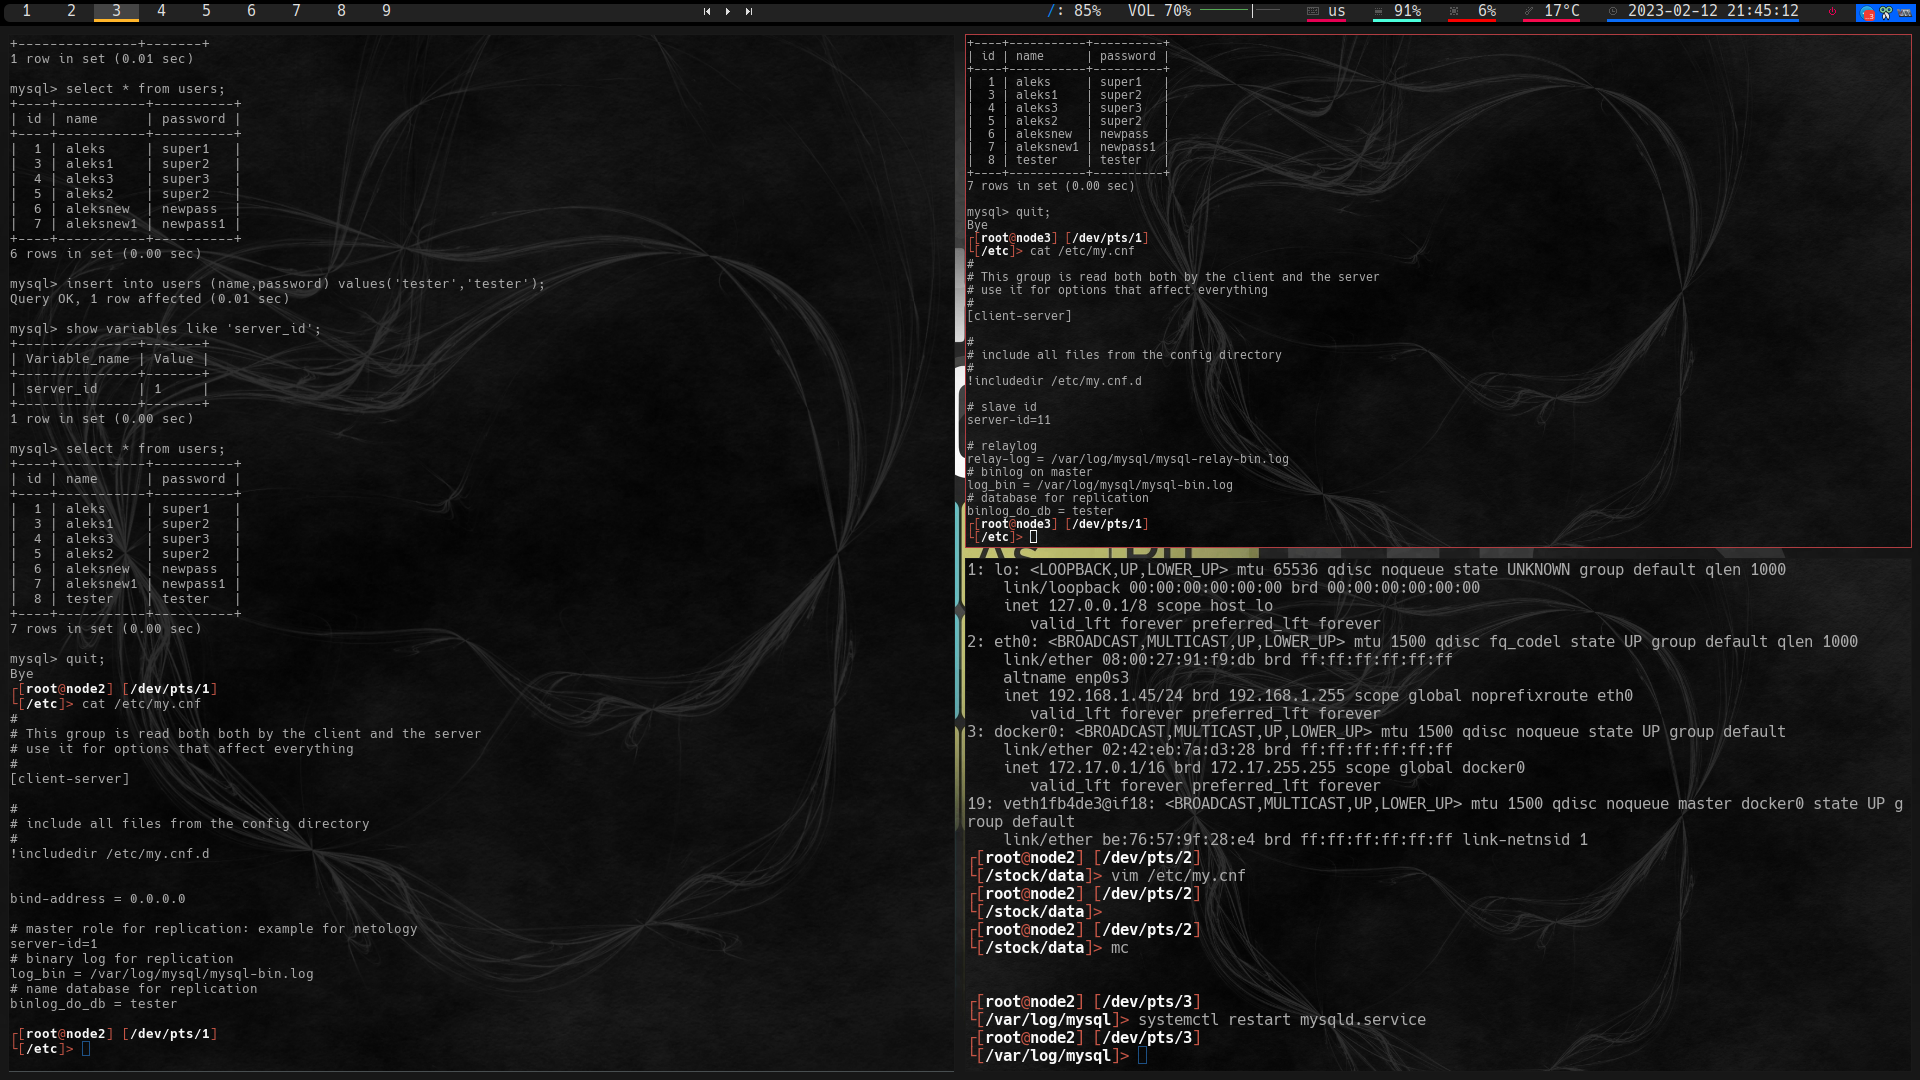 1 2 3 4 5 6 7 8 9
/: 85% VOL 70% us 91% 6% 17°C 2023-02-12 21:45:12
+---------------+-------+
1 row in set (0.01 sec)
mysql> select * from users;
+----+-----------+----------+
| id | name      | password |
+----+-----------+----------+
|  1 | aleks     | super1   |
|  3 | aleks1    | super2   |
|  4 | aleks3    | super3   |
|  5 | aleks2    | super2   |
|  6 | aleksnew  | newpass  |
|  7 | aleksnew1 | newpass1 |
+----+-----------+----------+
6 rows in set (0.00 sec)
mysql> insert into users (name,password) values('tester','tester');
Query OK, 1 row affected (0.01 sec)
mysql> show variables like 'server_id';
+---------------+-------+
| Variable_name | Value |
+---------------+-------+
| server_id     | 1     |
+---------------+-------+
1 row in set (0.00 sec)
mysql> select * from users;
+----+-----------+----------+
| id | name      | password |
+----+-----------+----------+
|  1 | aleks     | super1   |
|  3 | aleks1    | super2   |
|  4 | aleks3    | super3   |
|  5 | aleks2    | super2   |
|  6 | aleksnew  | newpass  |
|  7 | aleksnew1 | newpass1 |
|  8 | tester    | tester   |
+----+-----------+----------+
7 rows in set (0.00 sec)
mysql> quit;
Bye
┌[root@node2] [/dev/pts/1]
└[/etc]> cat /etc/my.cnf
#
# This group is read both both by the client and the server
# use it for options that affect everything
#
[client-server]
#
# include all files from the config directory
#
!includedir /etc/my.cnf.d
bind-address = 0.0.0.0
# master role for replication: example for netology
server-id=1
# binary log for replication
log_bin = /var/log/mysql/mysql-bin.log
# name database for replication
binlog_do_db = tester
┌[root@node2] [/dev/pts/1]
└[/etc]>
+----+-----------+----------+
| id | name      | password |
+----+-----------+----------+
|  1 | aleks     | super1   |
|  3 | aleks1    | super2   |
|  4 | aleks3    | super3   |
|  5 | aleks2    | super2   |
|  6 | aleksnew  | newpass  |
|  7 | aleksnew1 | newpass1 |
|  8 | tester    | tester   |
+----+-----------+----------+
7 rows in set (0.00 sec)
mysql> quit;
Bye
┌[root@node3] [/dev/pts/1]
└[/etc]> cat /etc/my.cnf
#
# This group is read both both by the client and the server
# use it for options that affect everything
#
[client-server]
#
# include all files from the config directory
#
!includedir /etc/my.cnf.d
# slave id
server-id=11
# relaylog
relay-log = /var/log/mysql/mysql-relay-bin.log
# binlog on master
log_bin = /var/log/mysql/mysql-bin.log
# database for replication
binlog_do_db = tester
┌[root@node3] [/dev/pts/1]
└[/etc]>
1: lo: <LOOPBACK,UP,LOWER_UP> mtu 65536 qdisc noqueue state UNKNOWN group default qlen 1000
    link/loopback 00:00:00:00:00:00 brd 00:00:00:00:00:00
    inet 127.0.0.1/8 scope host lo
       valid_lft forever preferred_lft forever
2: eth0: <BROADCAST,MULTICAST,UP,LOWER_UP> mtu 1500 qdisc fq_codel state UP group default qlen 1000
    link/ether 08:00:27:91:f9:db brd ff:ff:ff:ff:ff:ff
    altname enp0s3
    inet 192.168.1.45/24 brd 192.168.1.255 scope global noprefixroute eth0
       valid_lft forever preferred_lft forever
3: docker0: <BROADCAST,MULTICAST,UP,LOWER_UP> mtu 1500 qdisc noqueue state UP group default
    link/ether 02:42:eb:7a:d3:28 brd ff:ff:ff:ff:ff:ff
    inet 172.17.0.1/16 brd 172.17.255.255 scope global docker0
       valid_lft forever preferred_lft forever
19: veth1fb4de3@if18: <BROADCAST,MULTICAST,UP,LOWER_UP> mtu 1500 qdisc noqueue master docker0 state UP g
roup default
    link/ether be:76:57:9f:28:e4 brd ff:ff:ff:ff:ff:ff link-netnsid 1
┌[root@node2] [/dev/pts/2]
└[/stock/data]> vim /etc/my.cnf
┌[root@node2] [/dev/pts/2]
└[/stock/data]>
┌[root@node2] [/dev/pts/2]
└[/stock/data]> mc
┌[root@node2] [/dev/pts/3]
└[/var/log/mysql]> systemctl restart mysqld.service
┌[root@node2] [/dev/pts/3]
└[/var/log/mysql]>